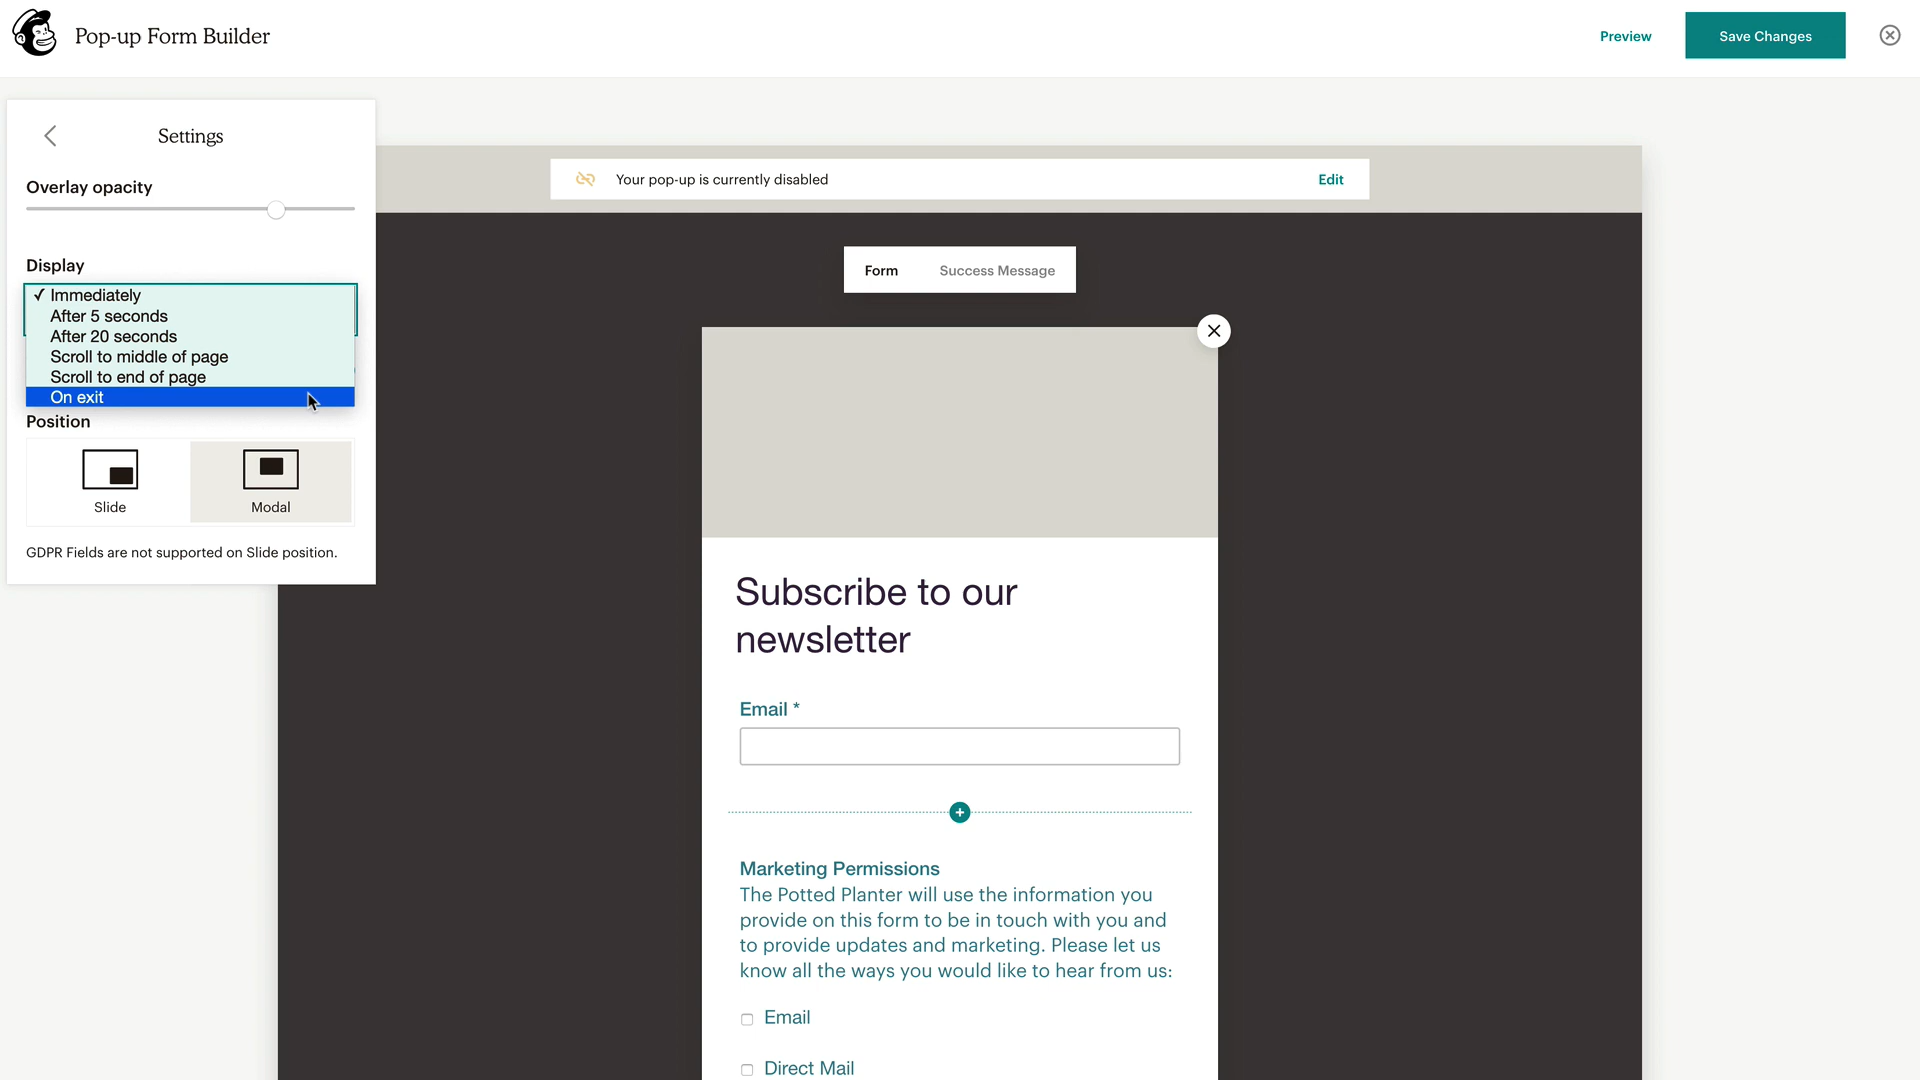 Pop-up Form Builder
Preview
Save Changes
Settings
Overlay opacity
Display
✓ Immediately
After 5 seconds
After 20 seconds
Scroll to middle of page
Scroll to end of page
On exit
Position
Slide
Modal
GDPR Fields are not supported on Slide position.
Your pop-up is currently disabled
Edit
Form
Success Message
Subscribe to our
newsletter
Email *
Marketing Permissions
The Potted Planter will use the information you
provide on this form to be in touch with you and
to provide updates and marketing. Please let us
know all the ways you would like to hear from us:
Email
Direct Mail